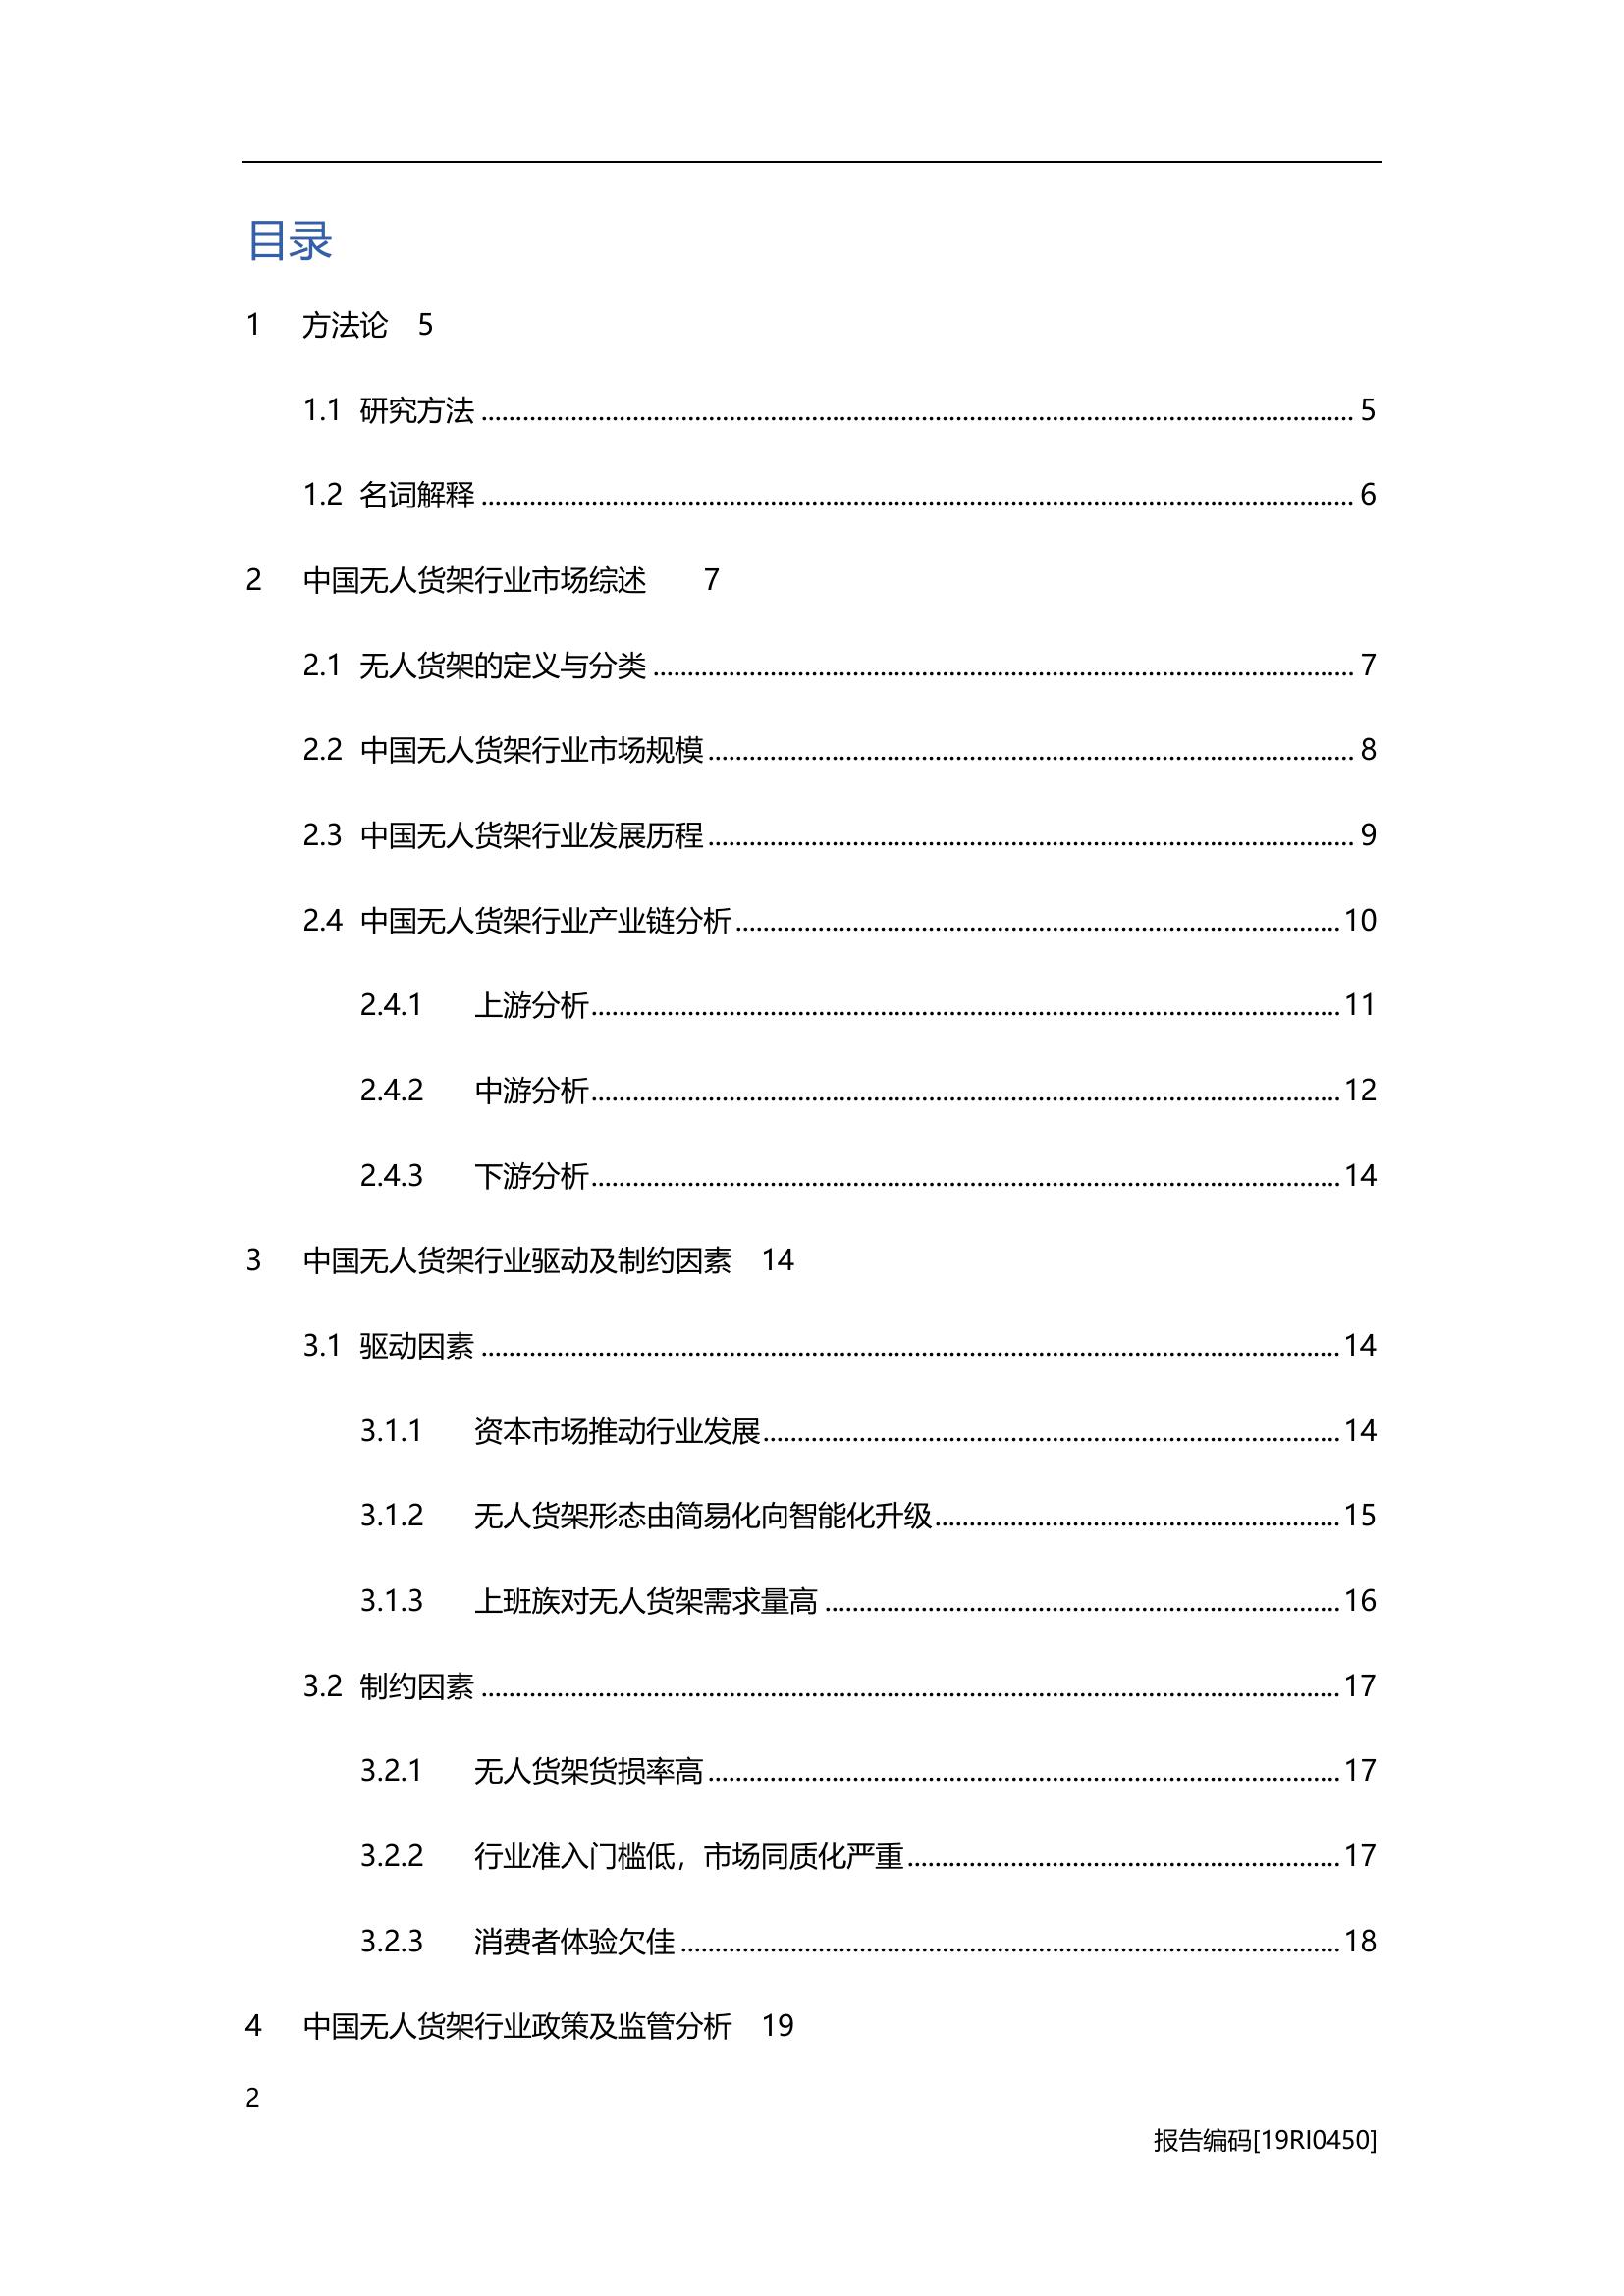 目录
1 方法论 5
1.1 研究方法 ........................................ 5
1.2 名词解释 ........................................ 6
2 中国无人货架行业市场综述 7
2.1 无人货架的定义与分类 ........................................ 7
2.2 中国无人货架行业市场规模 ........................................ 8
2.3 中国无人货架行业发展历程 ........................................ 9
2.4 中国无人货架行业产业链分析 ........................................ 10
2.4.1 上游分析 ........................................ 11
2.4.2 中游分析 ........................................ 12
2.4.3 下游分析 ........................................ 14
3 中国无人货架行业驱动及制约因素 14
3.1 驱动因素 ........................................ 14
3.1.1 资本市场推动行业发展 ........................................ 14
3.1.2 无人货架形态由简易化向智能化升级 ........................................ 15
3.1.3 上班族对无人货架需求量高 ........................................ 16
3.2 制约因素 ........................................ 17
3.2.1 无人货架货损率高 ........................................ 17
3.2.2 行业准入门槛低，市场同质化严重 ........................................ 17
3.2.3 消费者体验欠佳 ........................................ 18
4 中国无人货架行业政策及监管分析 19
2
报告编码[19RI0450]